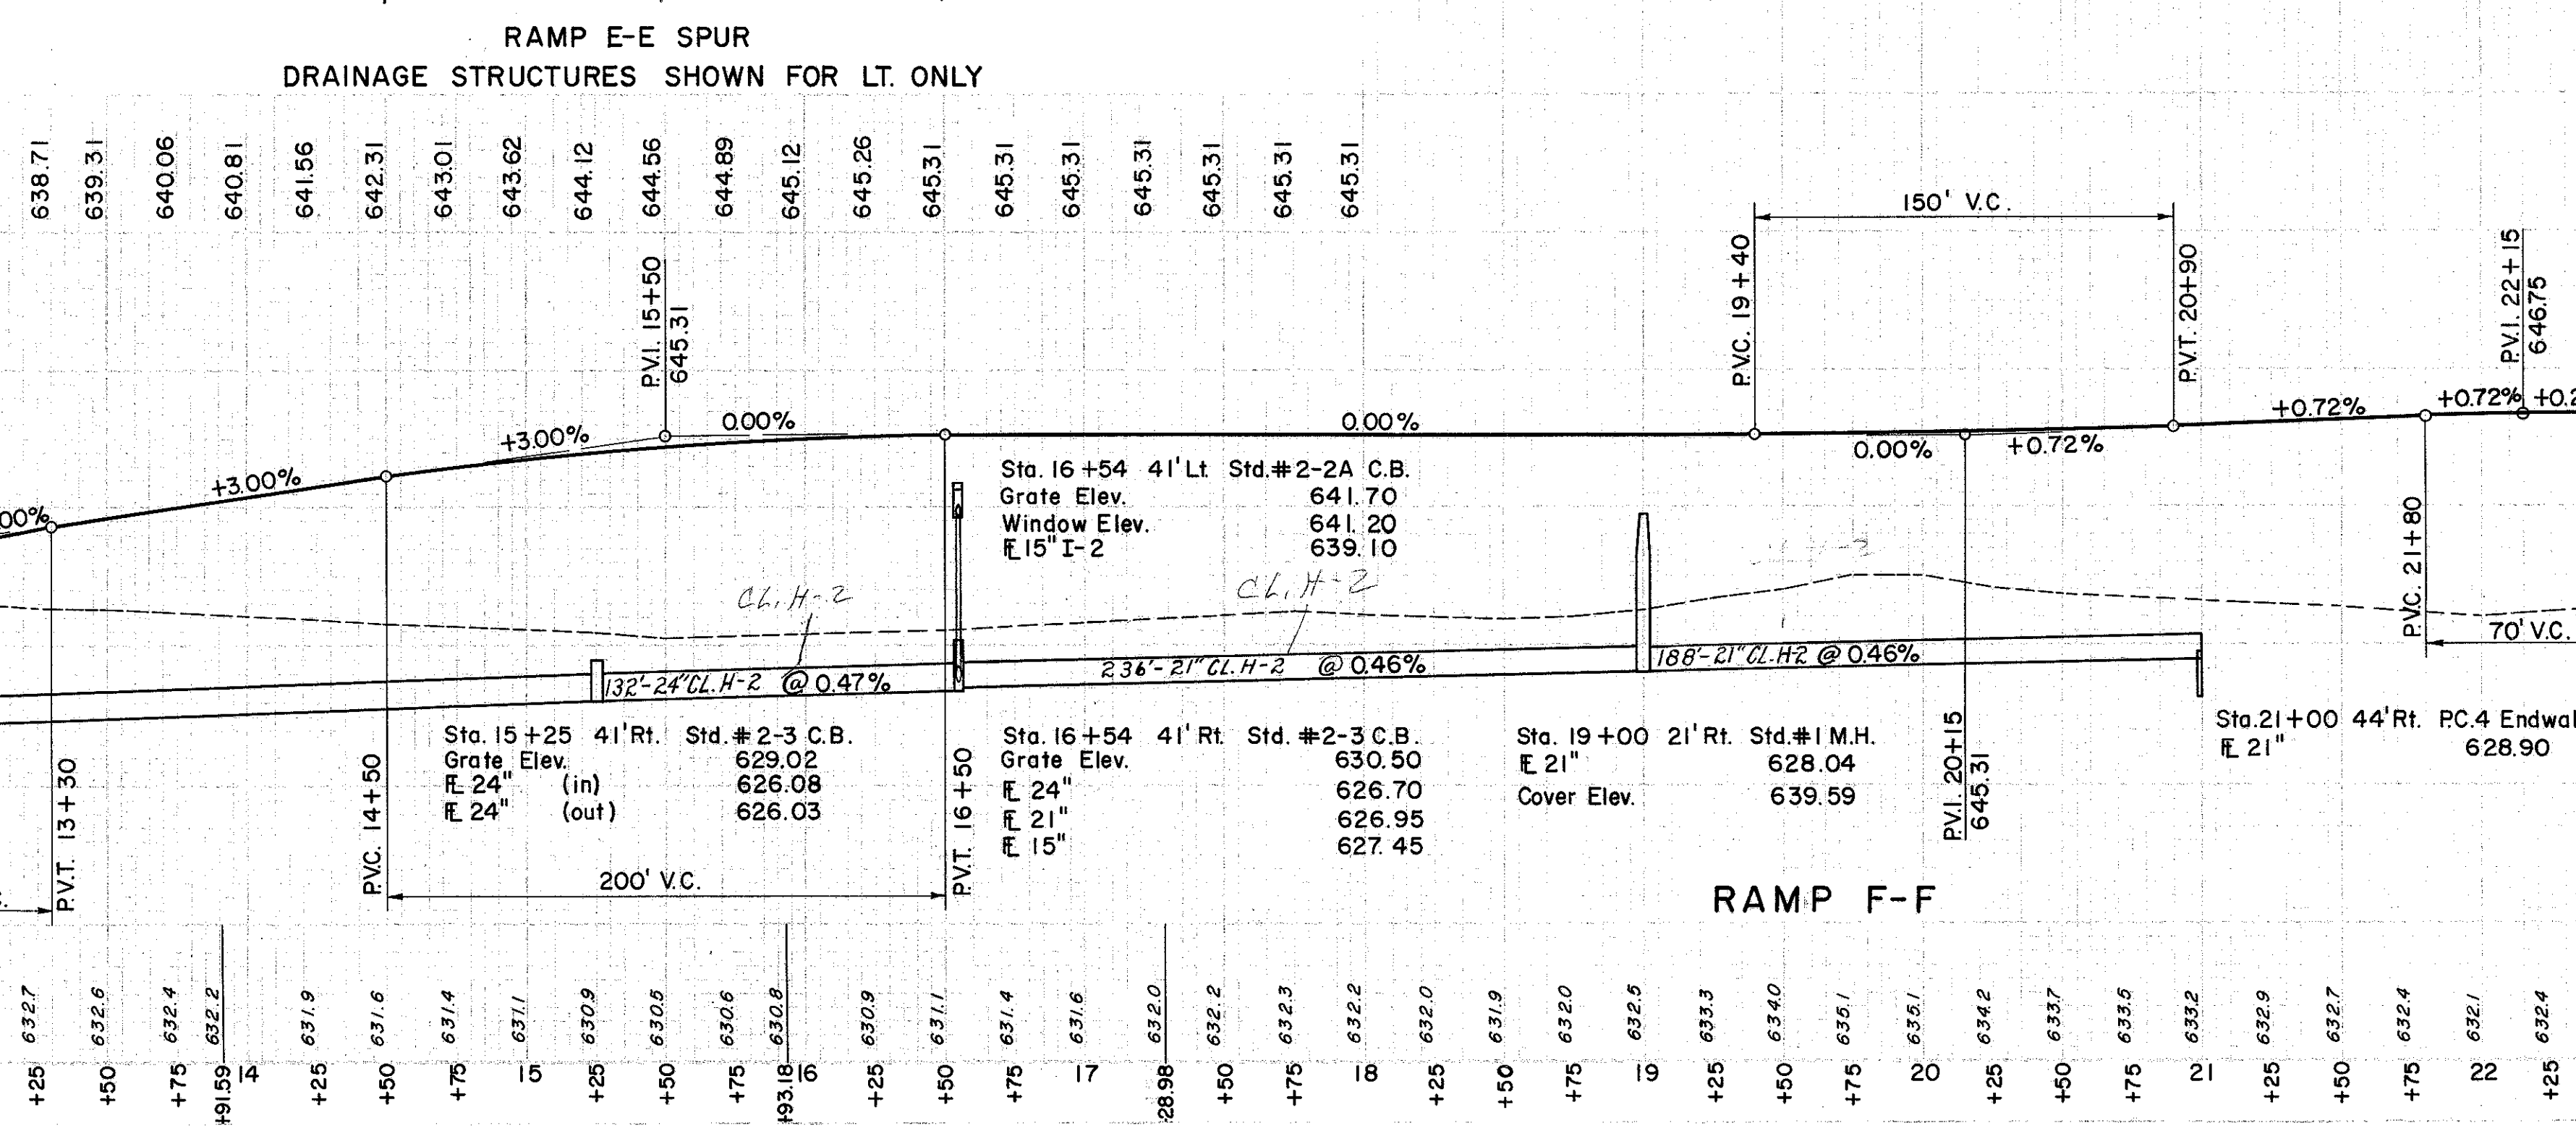 RAMP E-E SPUR
DRAINAGE STRUCTURES SHOWN FOR LT. ONLY
638.71 639.31 640.06 640.81 641.56 642.31 643.01 643.62 644.12 644.56 644.89 645.12 645.26 645.31 645.31 645.31 645.31 645.31 645.31 645.31
150' V.C.
P.V.I. 15+50
645.31
P.V.C. 19+40
P.V.T. 20+90
P.V.I. 22+15
646.75
00%
+3.00%
+3.00%
0.00%
0.00%
0.00%
+0.72%
+0.72%
+0.72%
+0.2
Sta. 16+54 41' Lt. Std.#2-2A C.B.
Grate Elev. 641.70
Window Elev. 641.20
FL 15" I-2 639.10
CL. H-2
CL. H-2
132'-24" CL. H-2 @ 0.47%
236'-21" CL. H-2 @ 0.46%
188'-21" CL. H-2 @ 0.46%
P.V.C. 21+80
70' V.C.
Sta. 15+25 41' Rt. Std.#2-3 C.B.
Grate Elev. 629.02
FL 24" (in) 626.08
FL 24" (out) 626.03
Sta. 16+54 41' Rt. Std. #2-3 C.B.
Grate Elev. 630.50
FL 24" 626.70
FL 21" 626.95
FL 15" 627.45
Sta. 19+00 21' Rt. Std.#1 M.H.
FL 21" 628.04
Cover Elev. 639.59
Sta.21+00 44' Rt. P.C.4 Endwal
FL 21" 628.90
P.V.T. 13+30
P.V.C. 14+50
P.V.T. 16+50
P.V.I. 20+15
645.31
200' V.C.
RAMP F-F
632.7 632.6 632.4 632.2 631.9 631.6 631.4 631.1 630.9 630.5 630.6 630.8 630.9 631.1 631.4 631.6 632.0 632.2 632.3 632.2 632.0 631.9 632.0 632.5 633.3 634.0 635.1 635.1 634.2 633.7 633.5 633.2 632.9 632.7 632.4 632.1 632.4
+25 +50 +75 +91.59 14 +25 +50 +75 15 +25 +50 +75 +93.18 16 +25 +50 +75 17 +28.98 +50 +75 18 +25 +50 +75 19 +25 +50 +75 20 +25 +50 +75 21 +25 +50 +75 22 +25